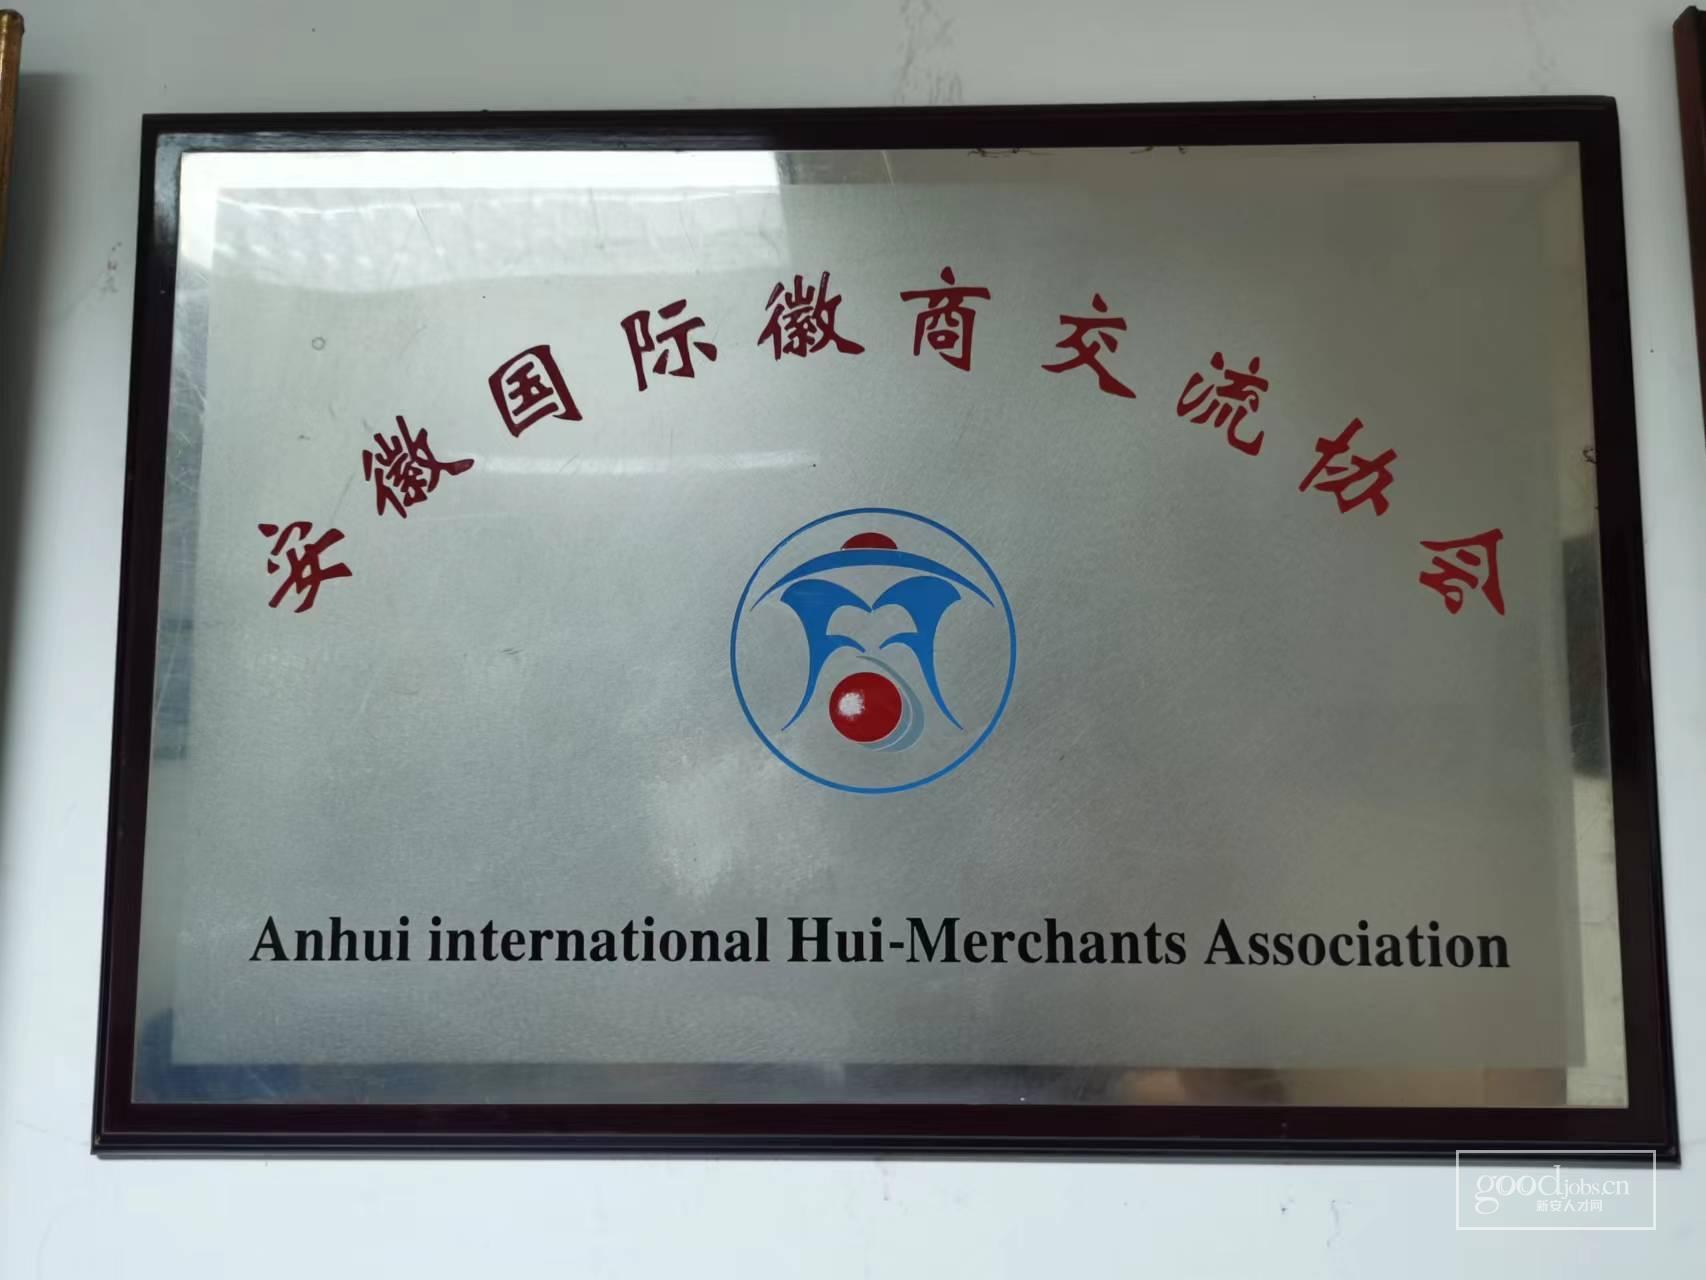 安徽国际徽商交流协会
Anhui international Hui-Merchants Association
goodjobs.cn
新安人才网